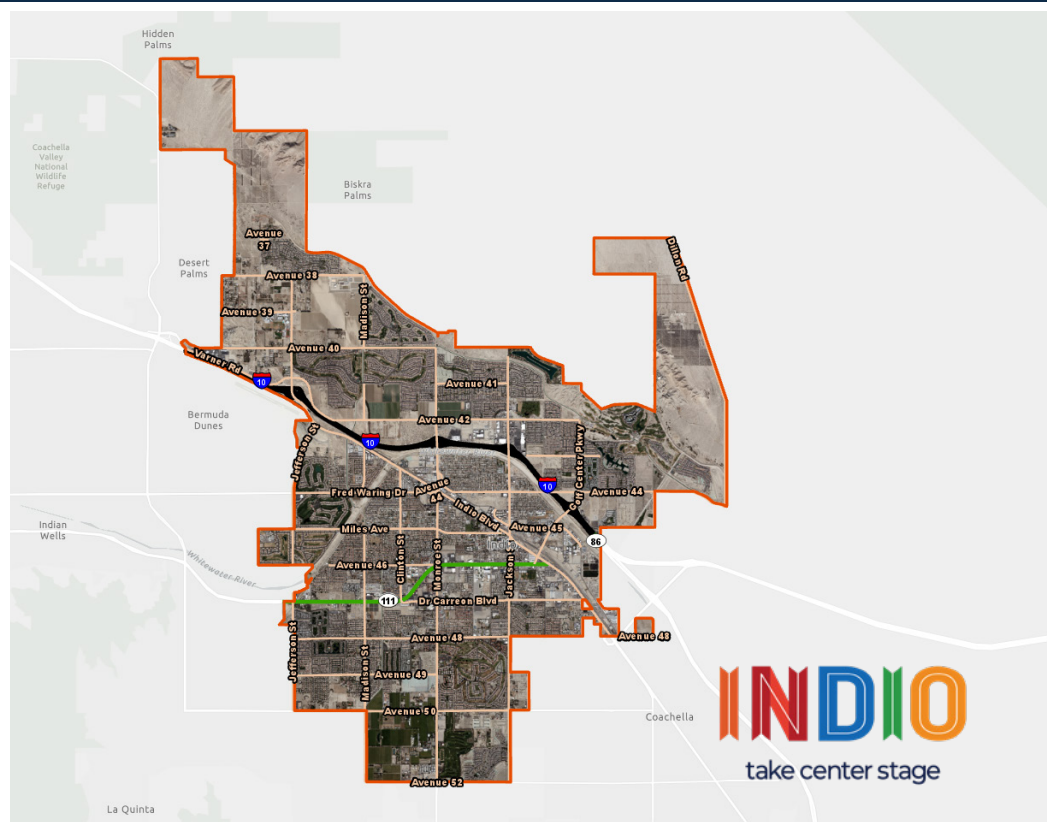 Hidden
Palms
Coachella
Valley
National
Wildlife
Refuge
Biskra
Palms
Avenue
37
Dillon Rd
Desert
Palms
Avenue 38
Madison St
Avenue 39
Avenue 40
Varner Rd
10
Avenue 41
Bermuda
Dunes
Avenue 42
Jefferson St
10
Golf Center Pkwy
Fred Waring Dr
Avenue
44
10
Avenue 44
Indio Blvd
Indian
Wells
Miles Ave
Avenue 45
86
Indio
Whitewater River
Avenue 46
Clinton St
Monroe St
Jackson St
111
Dr Carreon Blvd
Avenue 48
Avenue 48
Jefferson St
Madison St
Avenue 49
Avenue 50
Coachella
INDIO
take center stage
Avenue 52
La Quinta